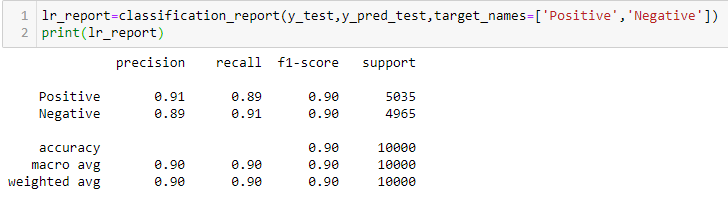 1 lr_report=classification_report(y_test,y_pred_test,target_names=['Positive','Negative'])
2 print(lr_report)
precision recall f1-score support
Positive 0.91 0.89 0.90 5035
Negative 0.89 0.91 0.90 4965
accuracy 0.90 10000
macro avg 0.90 0.90 0.90 10000
weighted avg 0.90 0.90 0.90 10000